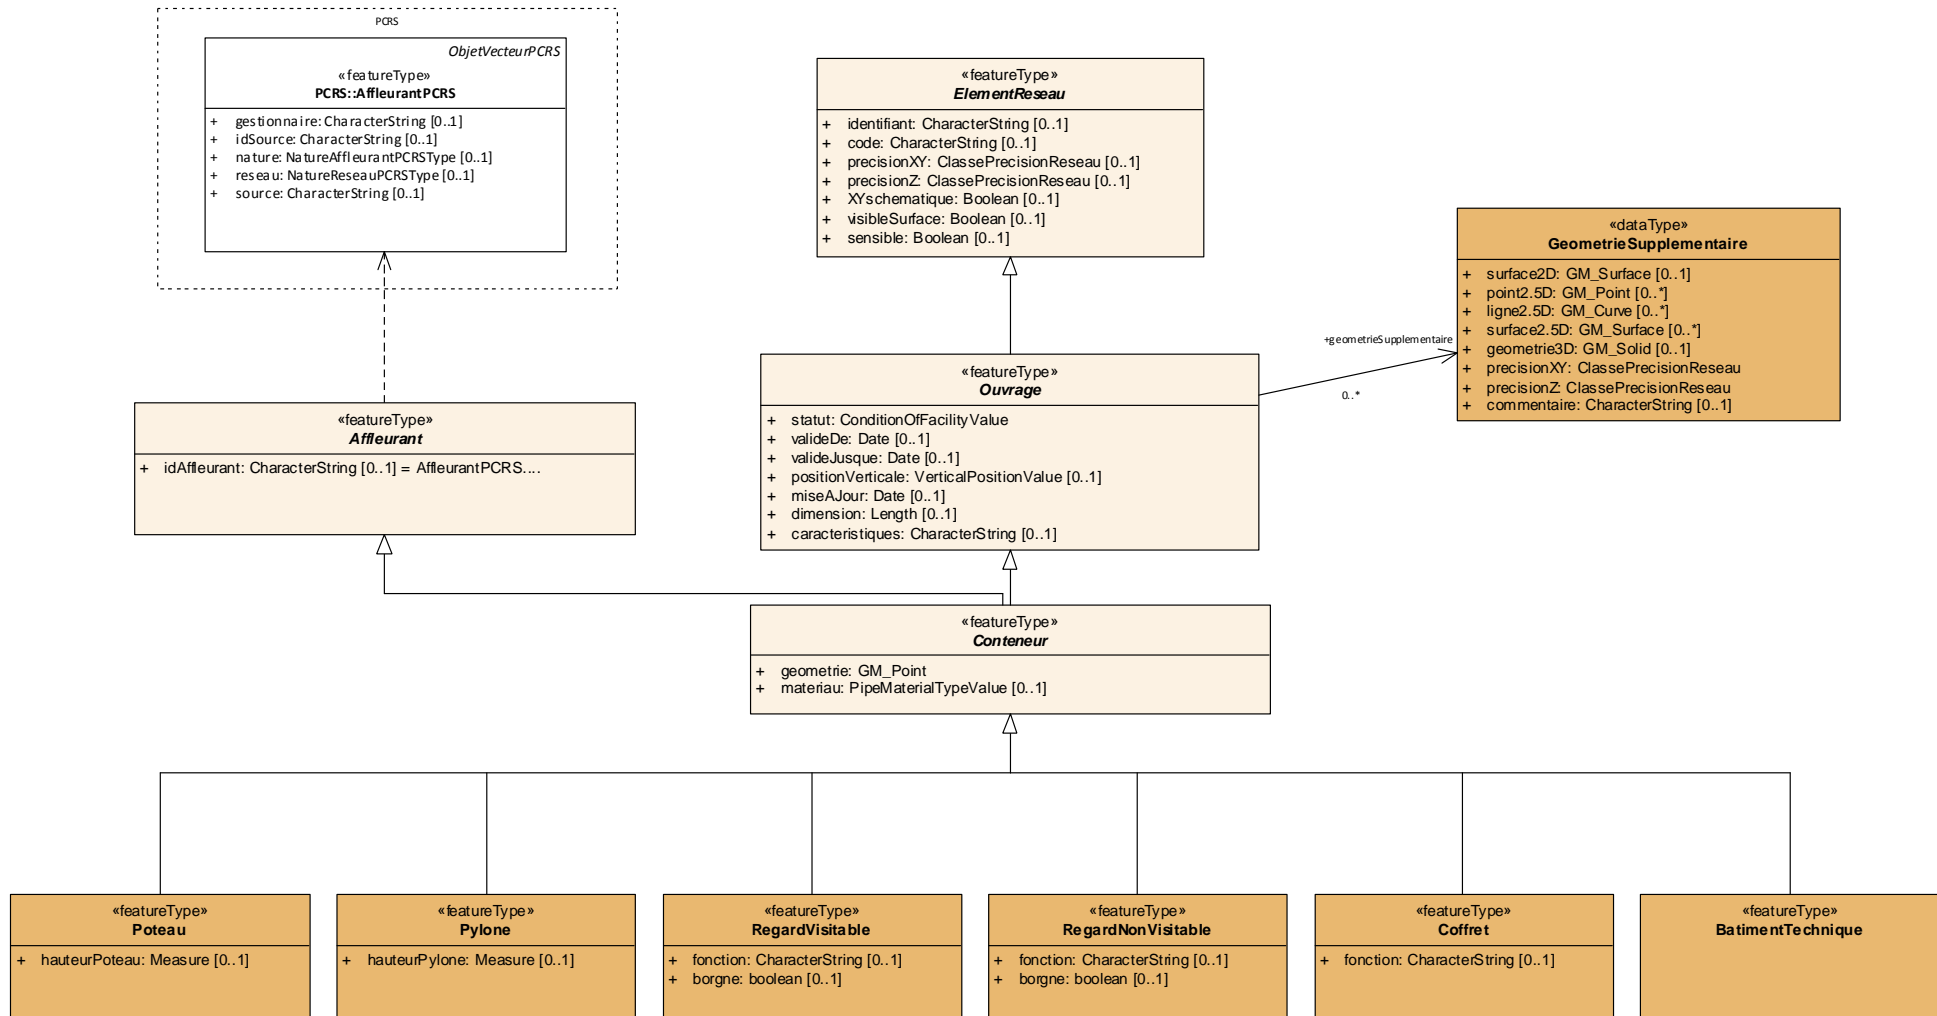 PCRS
ObjetVecteurPCRS
«featureType»
PCRS::AffleurantPCRS
+ gestionnaire: CharacterString [0..1]
+ idSource: CharacterString [0..1]
+ nature: NatureAffleurantPCRSType [0..1]
+ reseau: NatureReseauPCRSType [0..1]
+ source: CharacterString [0..1]
«featureType»
ElementReseau
+ identifiant: CharacterString [0..1]
+ code: CharacterString [0..1]
+ precisionXY: ClassePrecisionReseau [0..1]
+ precisionZ: ClassePrecisionReseau [0..1]
+ XYschematique: Boolean [0..1]
+ visibleSurface: Boolean [0..1]
+ sensible: Boolean [0..1]
«dataType»
GeometrieSupplementaire
+ surface2D: GM_Surface [0..1]
+ point2.5D: GM_Point [0..*]
+ ligne2.5D: GM_Curve [0..*]
+ surface2.5D: GM_Surface [0..*]
+ geometrie3D: GM_Solid [0..1]
+ precisionXY: ClassePrecisionReseau
+ precisionZ: ClassePrecisionReseau
+ commentaire: CharacterString [0..1]
+geometrieSupplementaire
0..*
«featureType»
Ouvrage
+ statut: ConditionOfFacilityValue
+ valideDe: Date [0..1]
+ valideJusque: Date [0..1]
+ positionVerticale: VerticalPositionValue [0..1]
+ miseAJour: Date [0..1]
+ dimension: Length [0..1]
+ caracteristiques: CharacterString [0..1]
«featureType»
Affleurant
+ idAffleurant: CharacterString [0..1] = AffleurantPCRS....
«featureType»
Conteneur
+ geometrie: GM_Point
+ materiau: PipeMaterialTypeValue [0..1]
«featureType»
Poteau
+ hauteurPoteau: Measure [0..1]
«featureType»
Pylone
+ hauteurPylone: Measure [0..1]
«featureType»
RegardVisitable
+ fonction: CharacterString [0..1]
+ borgne: boolean [0..1]
«featureType»
RegardNonVisitable
+ fonction: CharacterString [0..1]
+ borgne: boolean [0..1]
«featureType»
Coffret
+ fonction: CharacterString [0..1]
«featureType»
BatimentTechnique